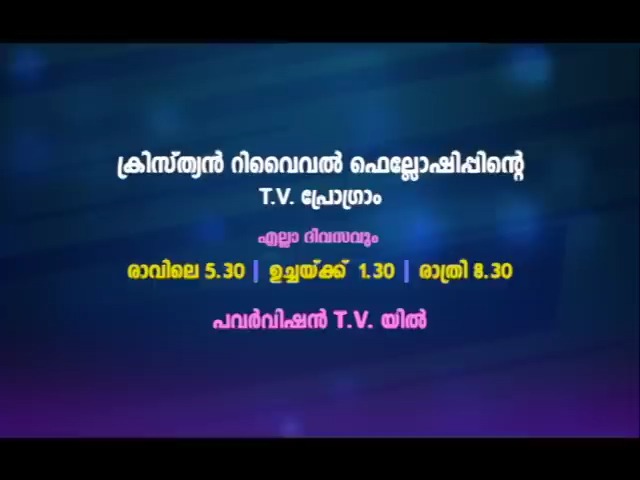 ക്രിസ്ത്യൻ റിവൈവൽ ഫെല്ലോഷിപ്പിന്റെ
T.V. പ്രോഗ്രാം
എല്ലാ ദിവസവും
രാവിലെ 5.30 | ഉച്ചയ്ക്ക് 1.30 | രാത്രി 8.30
പവർവിഷൻ T.V. യിൽ